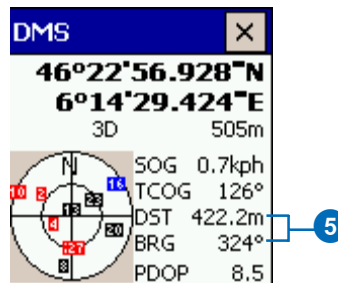 DMS
46°22'56.928"N
6°14'29.424"E
3D 505m
N
SOG 0.7kph
TCOG 126°
DST 422.2m
BRG 324°
PDOP 8.5
10
2
16
23
13
4
20
27
8
5